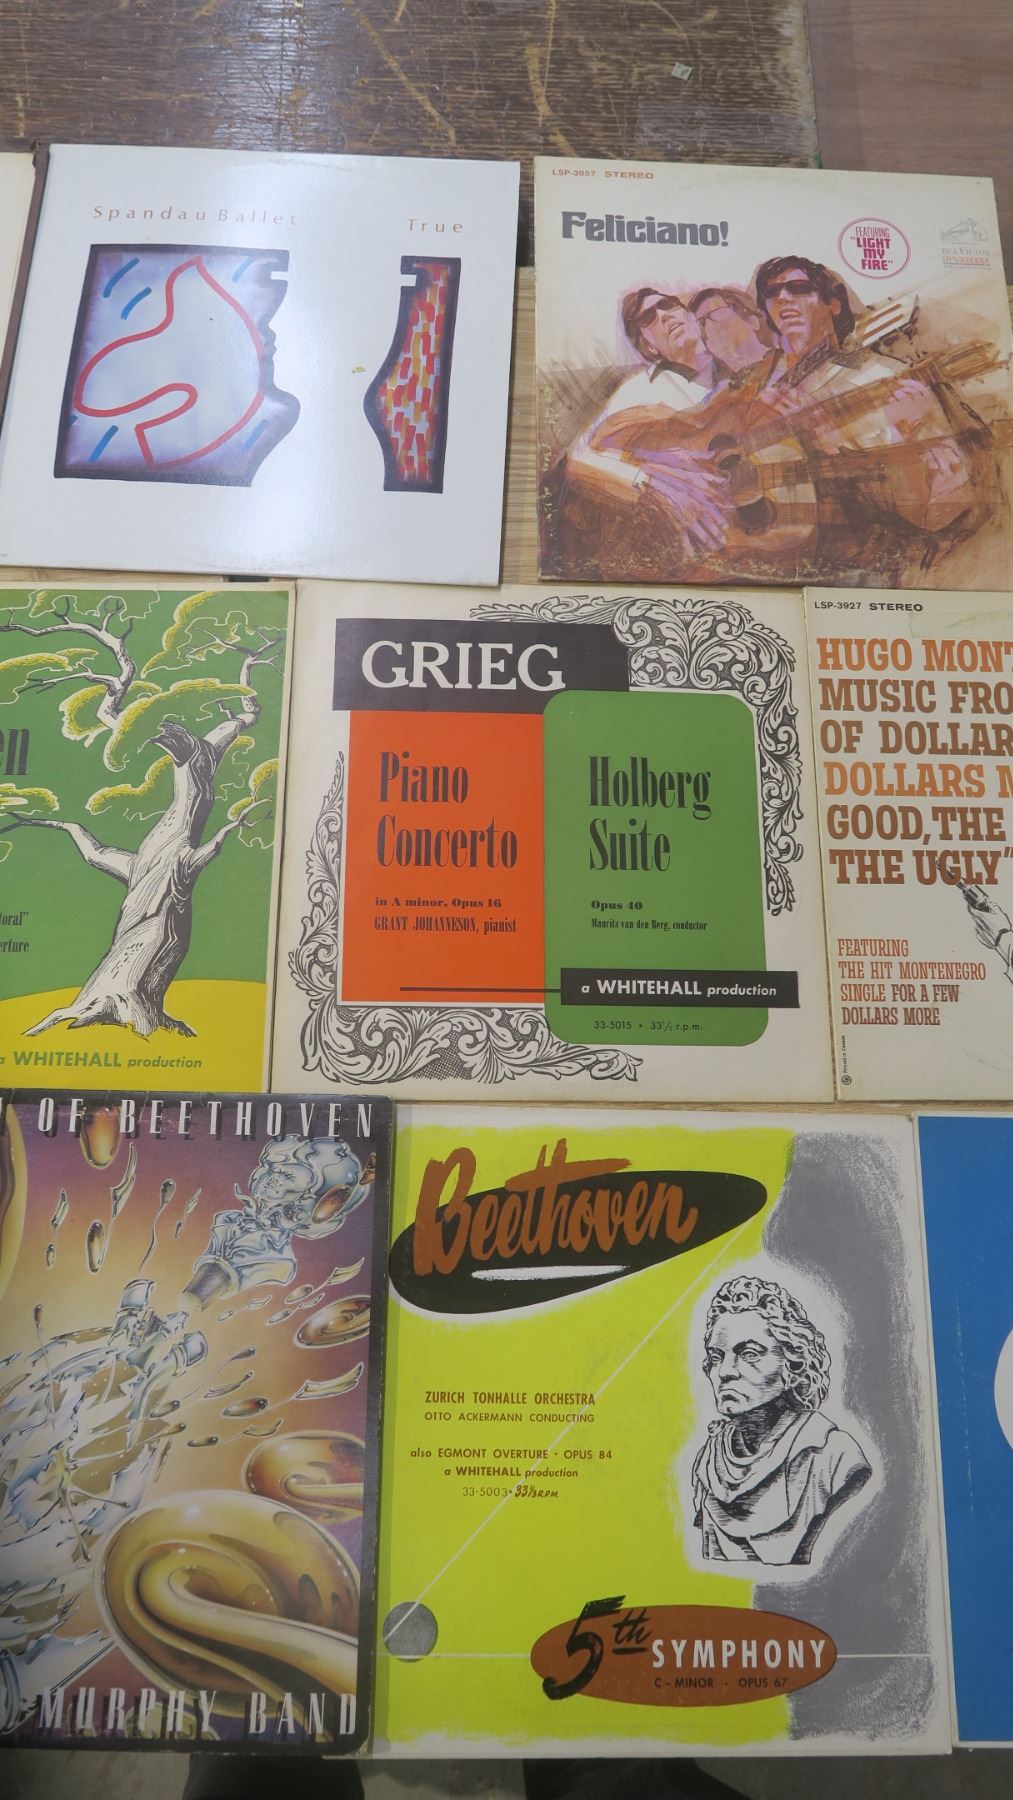 Spandau Ballet
True
LSP-3957 STEREO
Feliciano!
FEATURING
"LIGHT
MY
FIRE"
RCA VICTOR
en
toral"
erture
a WHITEHALL production
GRIEG
Piano
Concerto
in A minor, Opus 16
GRANT JOHANNESON, pianist
Holberg
Suite
Opus 40
Maurits van den Berg, conductor
a WHITEHALL production
33-5015 • 33⅓ r.p.m.
LSP-3927 STEREO
HUGO MONT
MUSIC FRO
OF DOLLAR
DOLLARS M
GOOD, THE
THE UGLY"
FEATURING
THE HIT MONTENEGRO
SINGLE FOR A FEW
DOLLARS MORE
Printed in Canada
OF BEETHOVEN
MURPHY BAND
Beethoven
ZURICH TONHALLE ORCHESTRA
OTTO ACKERMANN CONDUCTING
also EGMONT OVERTURE • OPUS 84
a WHITEHALL production
33-5003 • 33⅓ R.P.M.
5th SYMPHONY
C-MINOR • OPUS 67